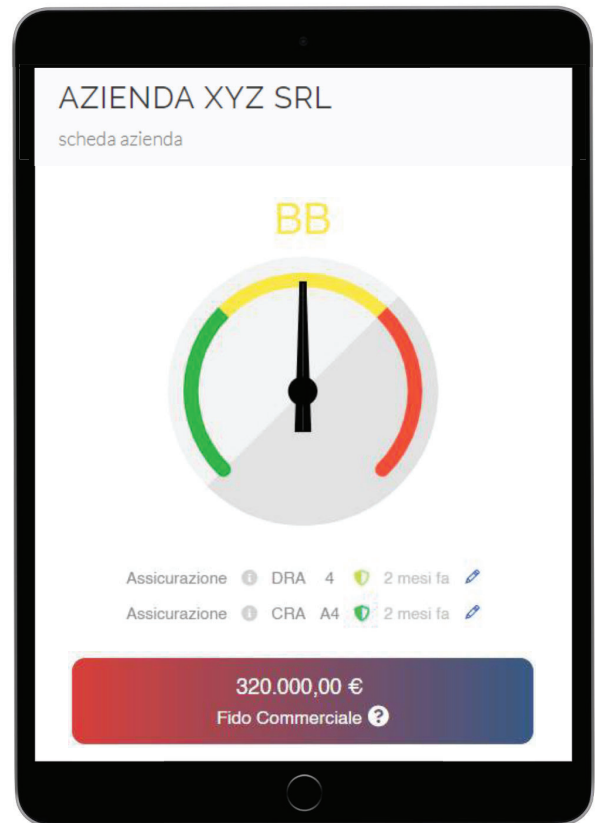 AZIENDA XYZ SRL
scheda azienda
BB
Assicurazione i DRA 4 2 mesi fa
Assicurazione i CRA A4 2 mesi fa
320.000,00 €
Fido Commerciale ?